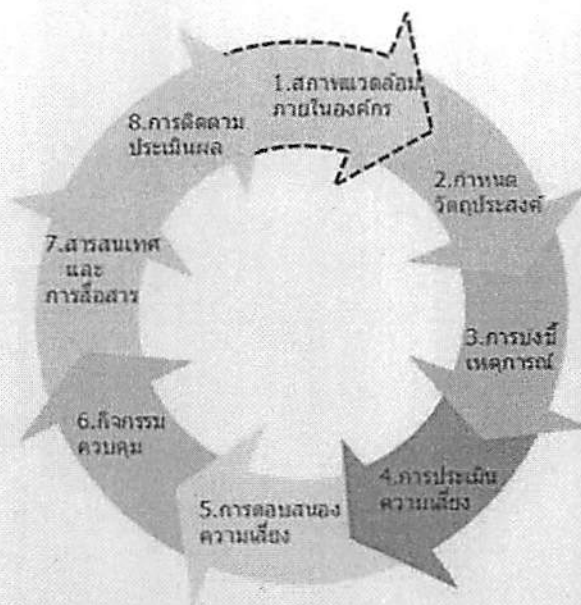 1.สภาพแวดล้อม
ภายในองค์กร
2.กำหนด
วัตถุประสงค์
3.การบ่งชี้
เหตุการณ์
4.การประเมิน
ความเสี่ยง
5.การตอบสนอง
ความเสี่ยง
6.กิจกรรม
ควบคุม
7.สารสนเทศ
และ
การสื่อสาร
8.การติดตาม
ประเมินผล